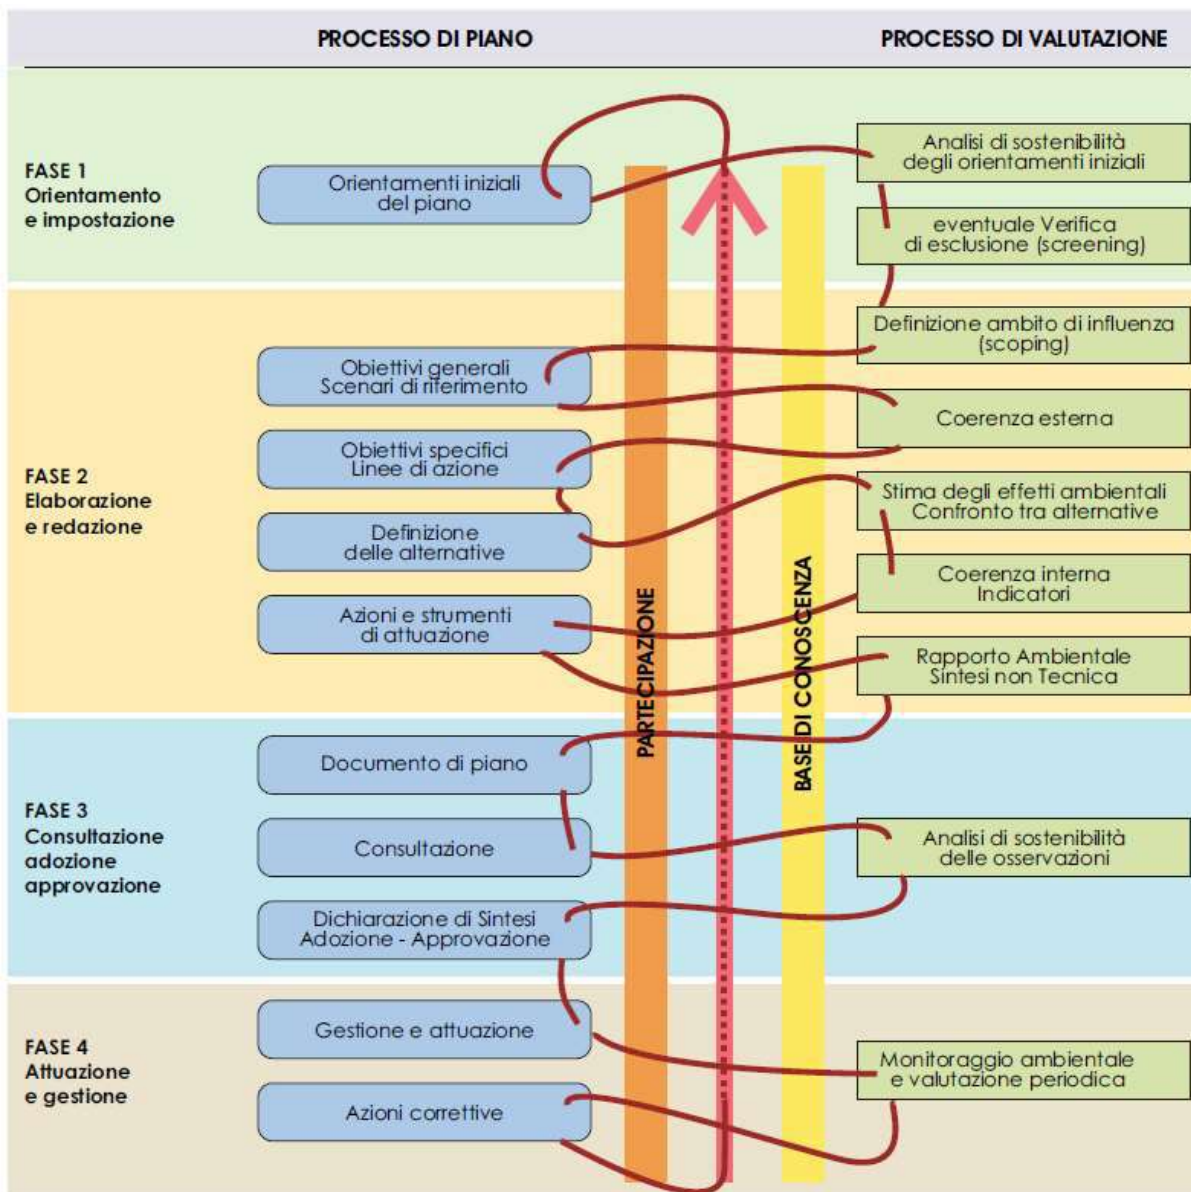 PROCESSO DI PIANO
PROCESSO DI VALUTAZIONE
FASE 1
Orientamento
e impostazione
Orientamenti iniziali
del piano
Analisi di sostenibilità
degli orientamenti iniziali
eventuale Verifica
di esclusione (screening)
FASE 2
Elaborazione
e redazione
Obiettivi generali
Scenari di riferimento
Obiettivi specifici
Linee di azione
Definizione
delle alternative
Azioni e strumenti
di attuazione
Definizione ambito di influenza
(scoping)
Coerenza esterna
Stima degli effetti ambientali
Confronto tra alternative
Coerenza interna
Indicatori
Rapporto Ambientale
Sintesi non Tecnica
PARTECIPAZIONE
BASE DI CONOSCENZA
FASE 3
Consultazione
adozione
approvazione
Documento di piano
Consultazione
Dichiarazione di Sintesi
Adozione - Approvazione
Analisi di sostenibilità
delle osservazioni
FASE 4
Attuazione
e gestione
Gestione e attuazione
Azioni correttive
Monitoraggio ambientale
e valutazione periodica